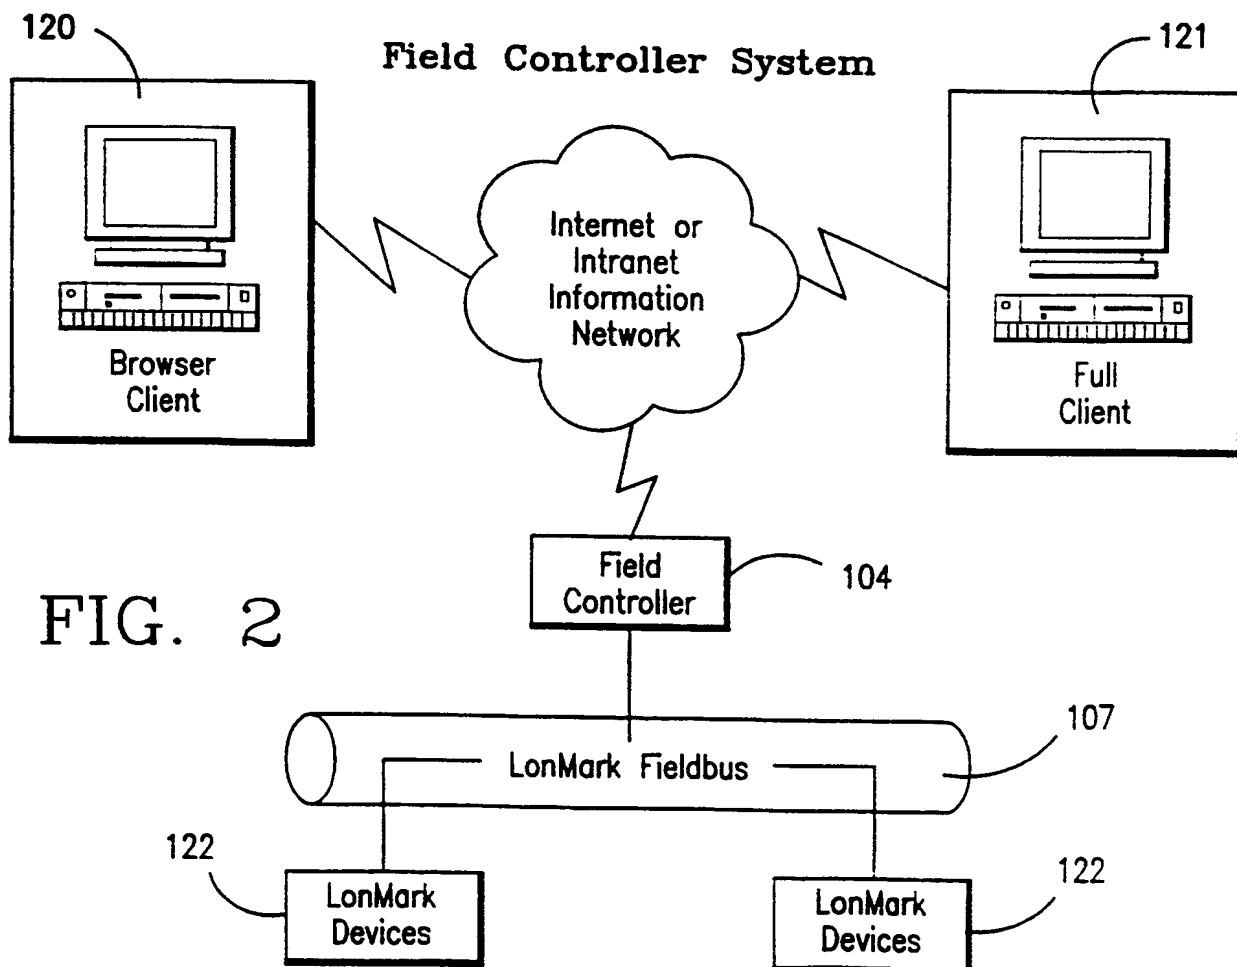 120
Field Controller System
121
Internet or
Intranet
Information
Network
Browser
Client
Full
Client
Field
Controller
104
FIG. 2
107
LonMark Fieldbus
122
LonMark
Devices
LonMark
Devices
122